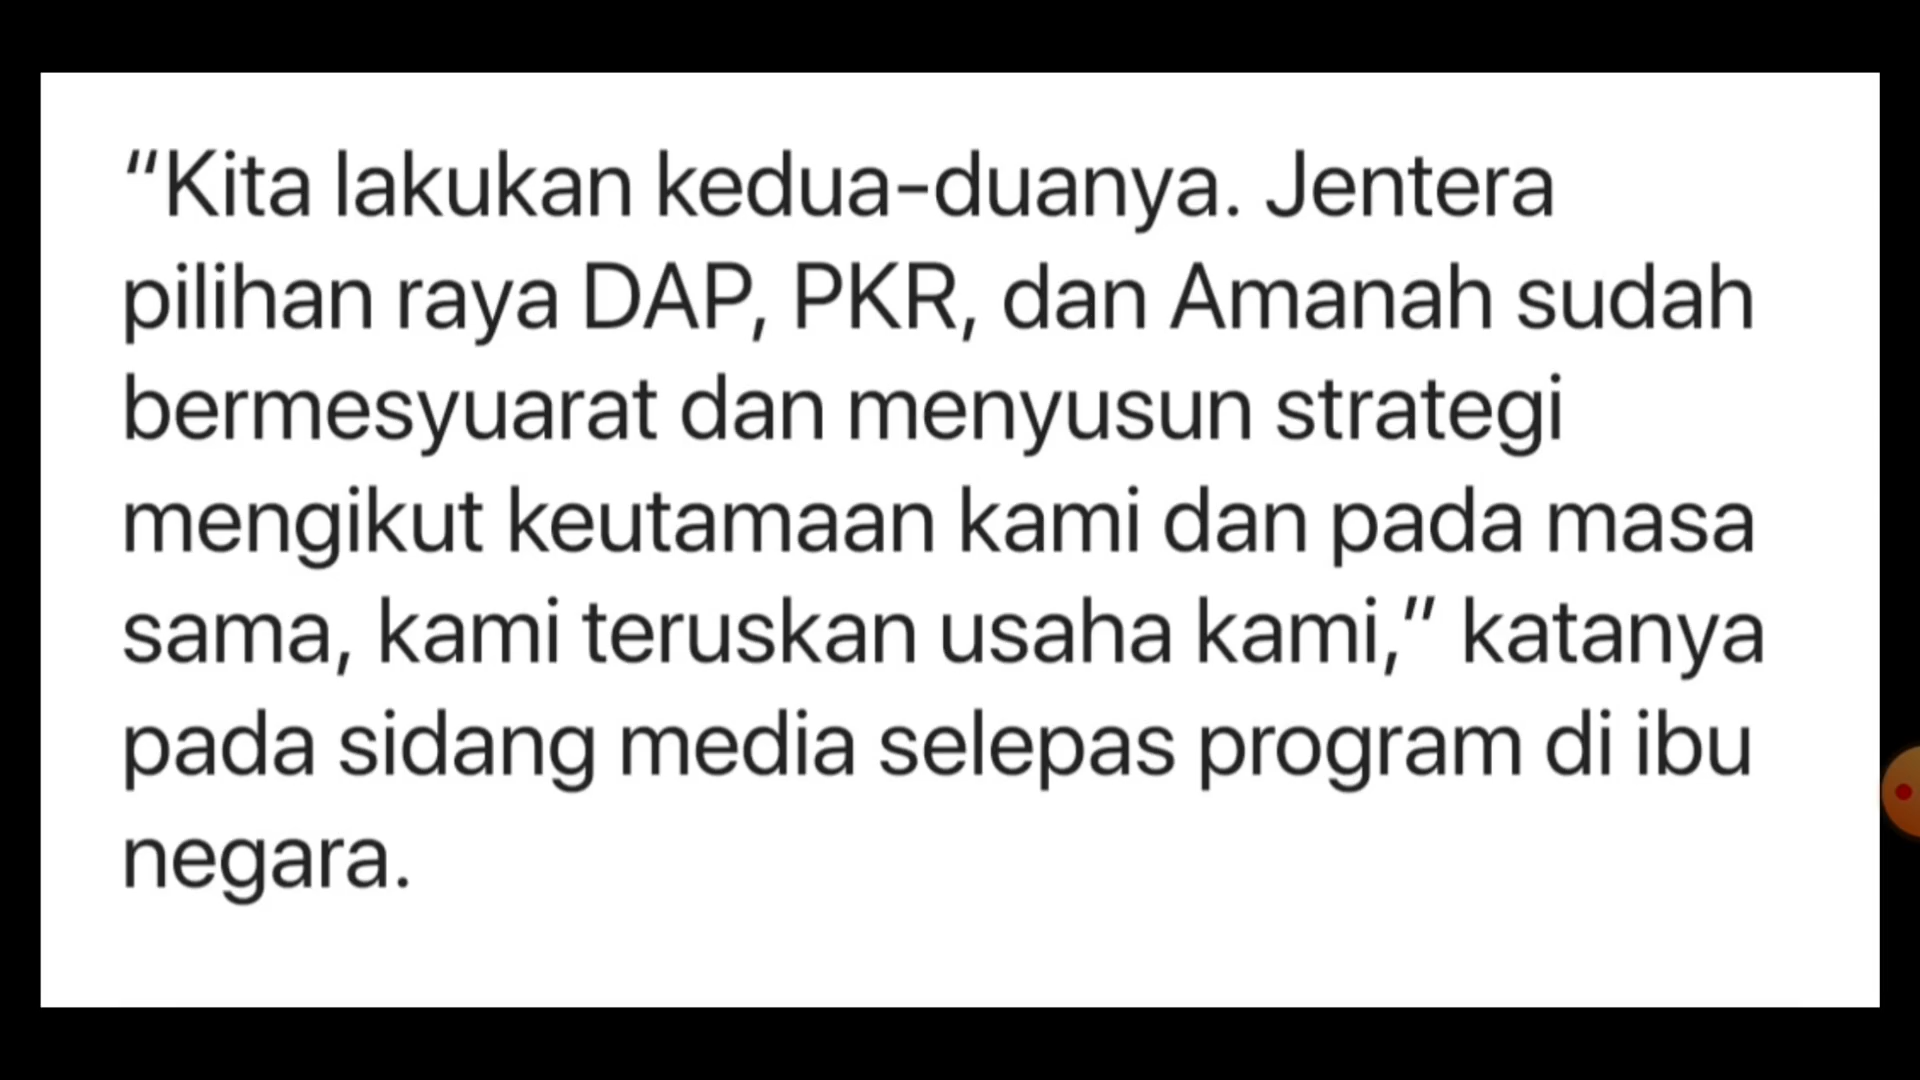 “Kita lakukan kedua-duanya. Jentera
pilihan raya DAP, PKR, dan Amanah sudah
bermesyuarat dan menyusun strategi
mengikut keutamaan kami dan pada masa
sama, kami teruskan usaha kami,” katanya
pada sidang media selepas program di ibu
negara.